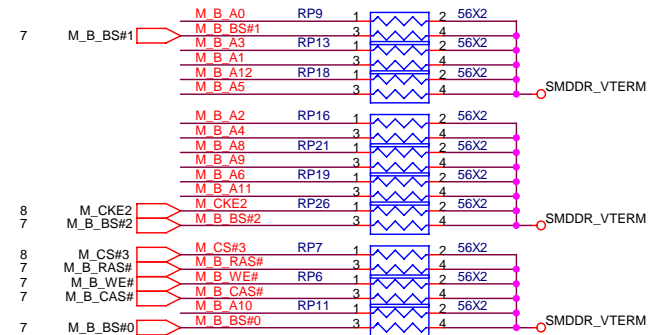 M_B_A0 RP9 1 2 56X2
7 M_B_BS#1 M_B_BS#1 3 4
M_B_A3 RP13 1 2 56X2
M_B_A1 3 4
M_B_A12 RP18 1 2 56X2
M_B_A5 3 4 SMDDR_VTERM
M_B_A2 RP16 1 2 56X2
M_B_A4 3 4
M_B_A8 RP21 1 2 56X2
M_B_A9 3 4
M_B_A6 RP19 1 2 56X2
M_B_A11 3 4
8 M_CKE2 M_CKE2 RP26 1 2 56X2
7 M_B_BS#2 M_B_BS#2 3 4 SMDDR_VTERM
8 M_CS#3 M_CS#3 RP7 1 2 56X2
7 M_B_RAS# M_B_RAS# 3 4
7 M_B_WE# M_B_WE# RP6 1 2 56X2
7 M_B_CAS# M_B_CAS# 3 4
M_B_A10 RP11 1 2 56X2
7 M_B_BS#0 M_B_BS#0 3 4 SMDDR_VTERM